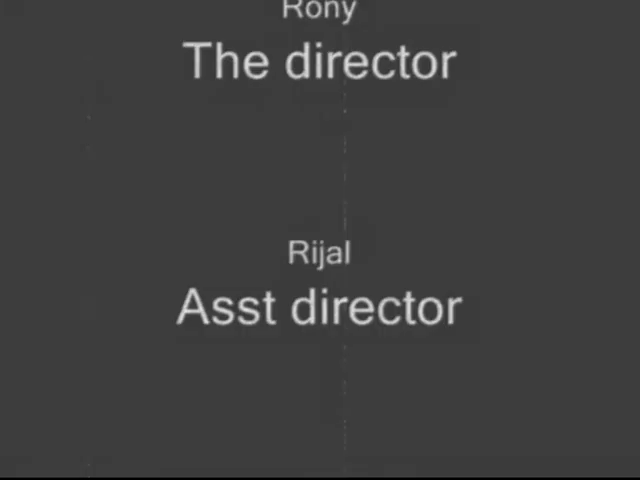 Rony
The director
Rijal
Asst director